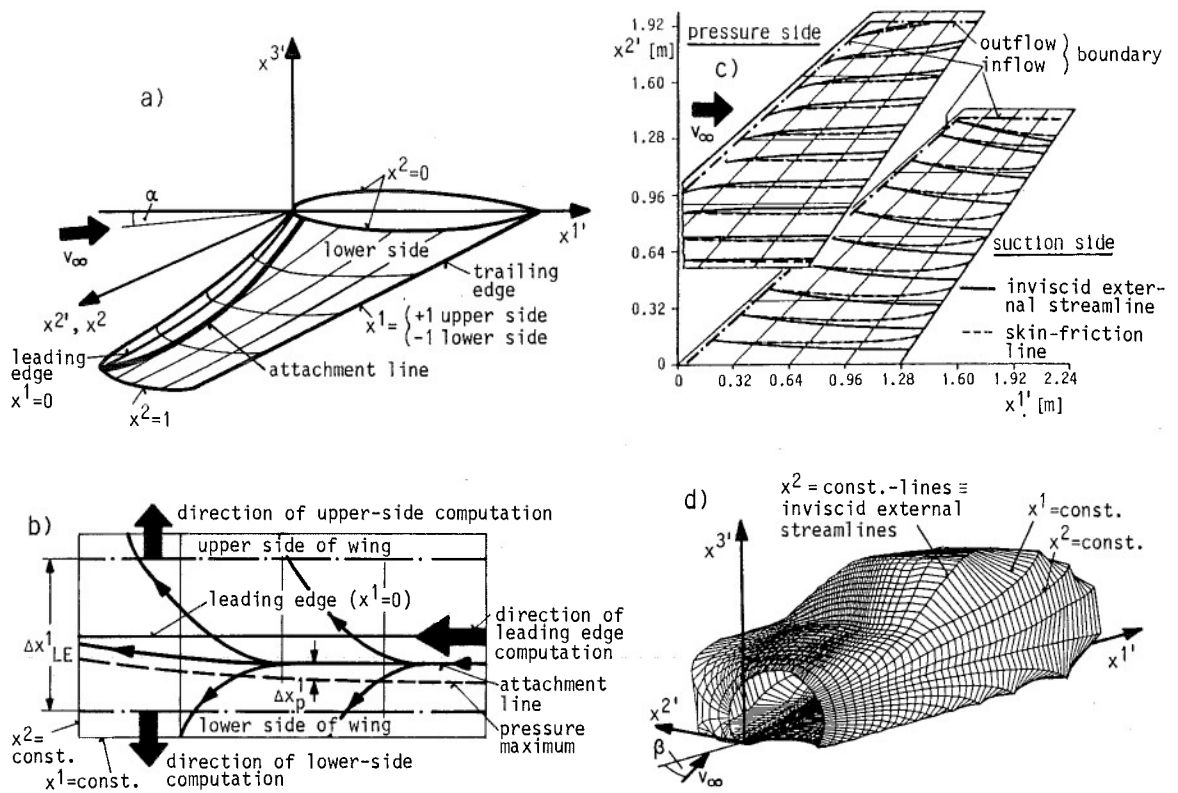 a)
x3'
α
v∞
x2=0
x1'
lower side
trailing
edge
x1= {+1 upper side
-1 lower side
x2', x2
leading
edge
x1=0
attachment line
x2=1
c)
pressure side
x2' [m]
1.92
1.60
1.28
0.96
0.64
0.32
0
v∞
outflow } boundary
inflow
suction side
inviscid exter-
nal streamline
skin-friction
line
0 0.32 0.64 0.96 1.28 1.60 1.92 2.24
x1' [m]
b)
direction of upper-side computation
upper side of wing
leading edge (x1=0)
direction of
leading edge
computation
Δx1LE
Δx1p
attachment
line
pressure
maximum
lower side of wing
x2=
const.
x1=const.
direction of lower-side
computation
d)
x2 = const.-lines ≡
inviscid external
streamlines
x1=const.
x2=const.
x3'
x1'
x2'
β
v∞